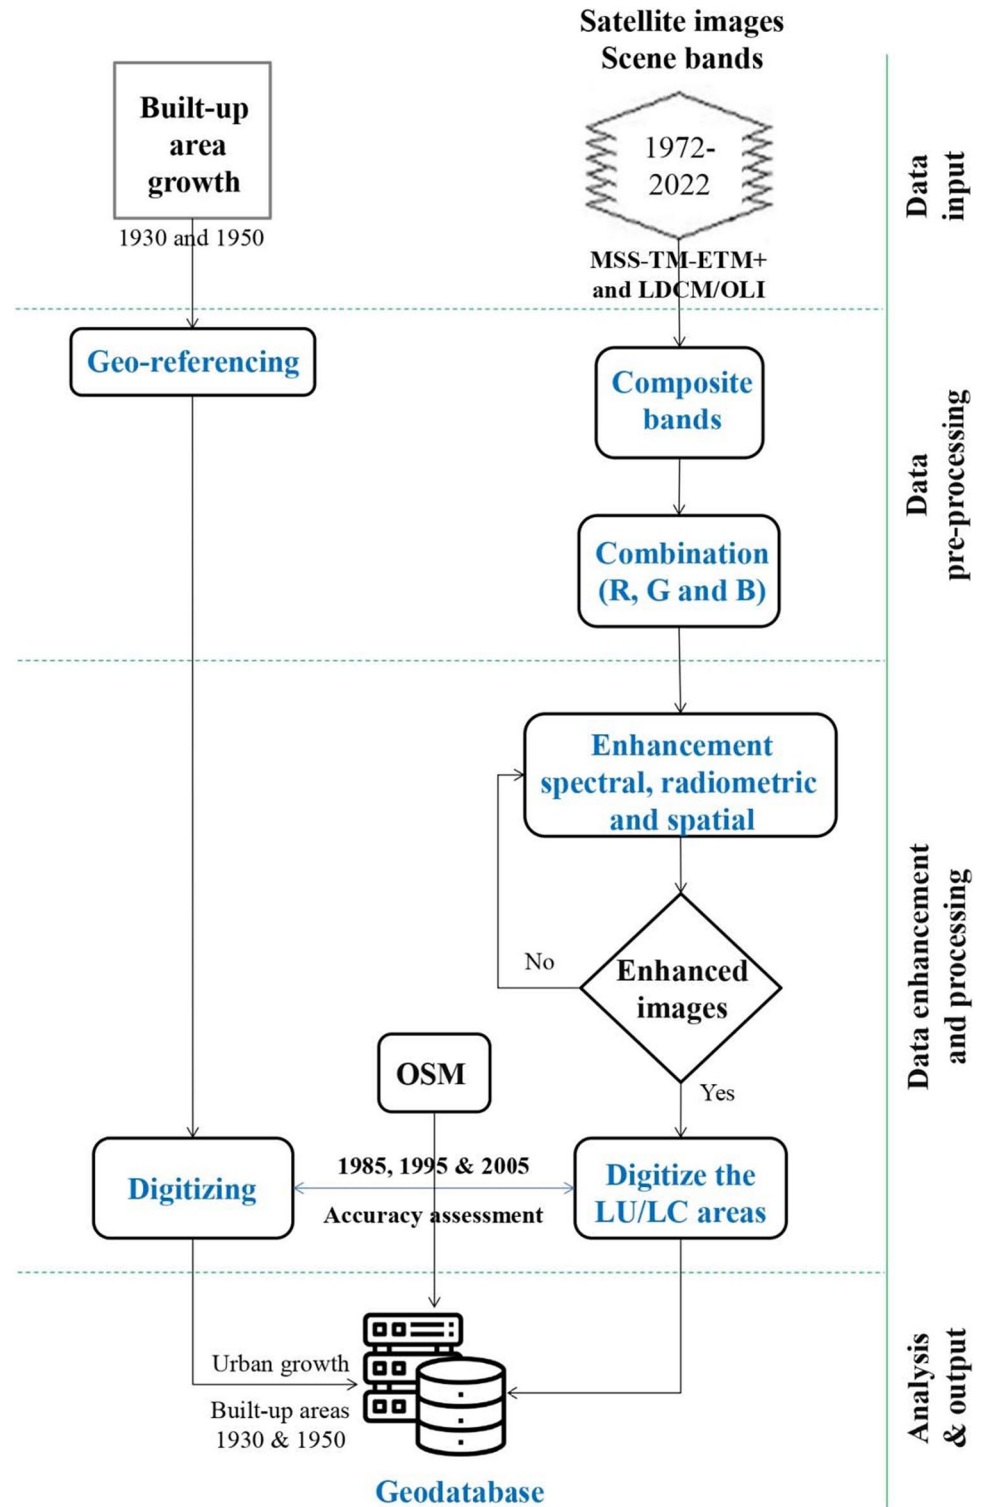 Satellite images
Scene bands
Built-up
area
growth
1930 and 1950
1972-
2022
MSS-TM-ETM+
and LDCM/OLI
Data
input
Geo-referencing
Composite
bands
Combination
(R, G and B)
Data
pre-processing
Enhancement
spectral, radiometric
and spatial
No
Enhanced
images
Yes
OSM
Digitizing
1985, 1995 & 2005
Accuracy assessment
Digitize the
LU/LC areas
Data enhancement
and processing
Urban growth
Built-up areas
1930 & 1950
Geodatabase
Analysis
& output